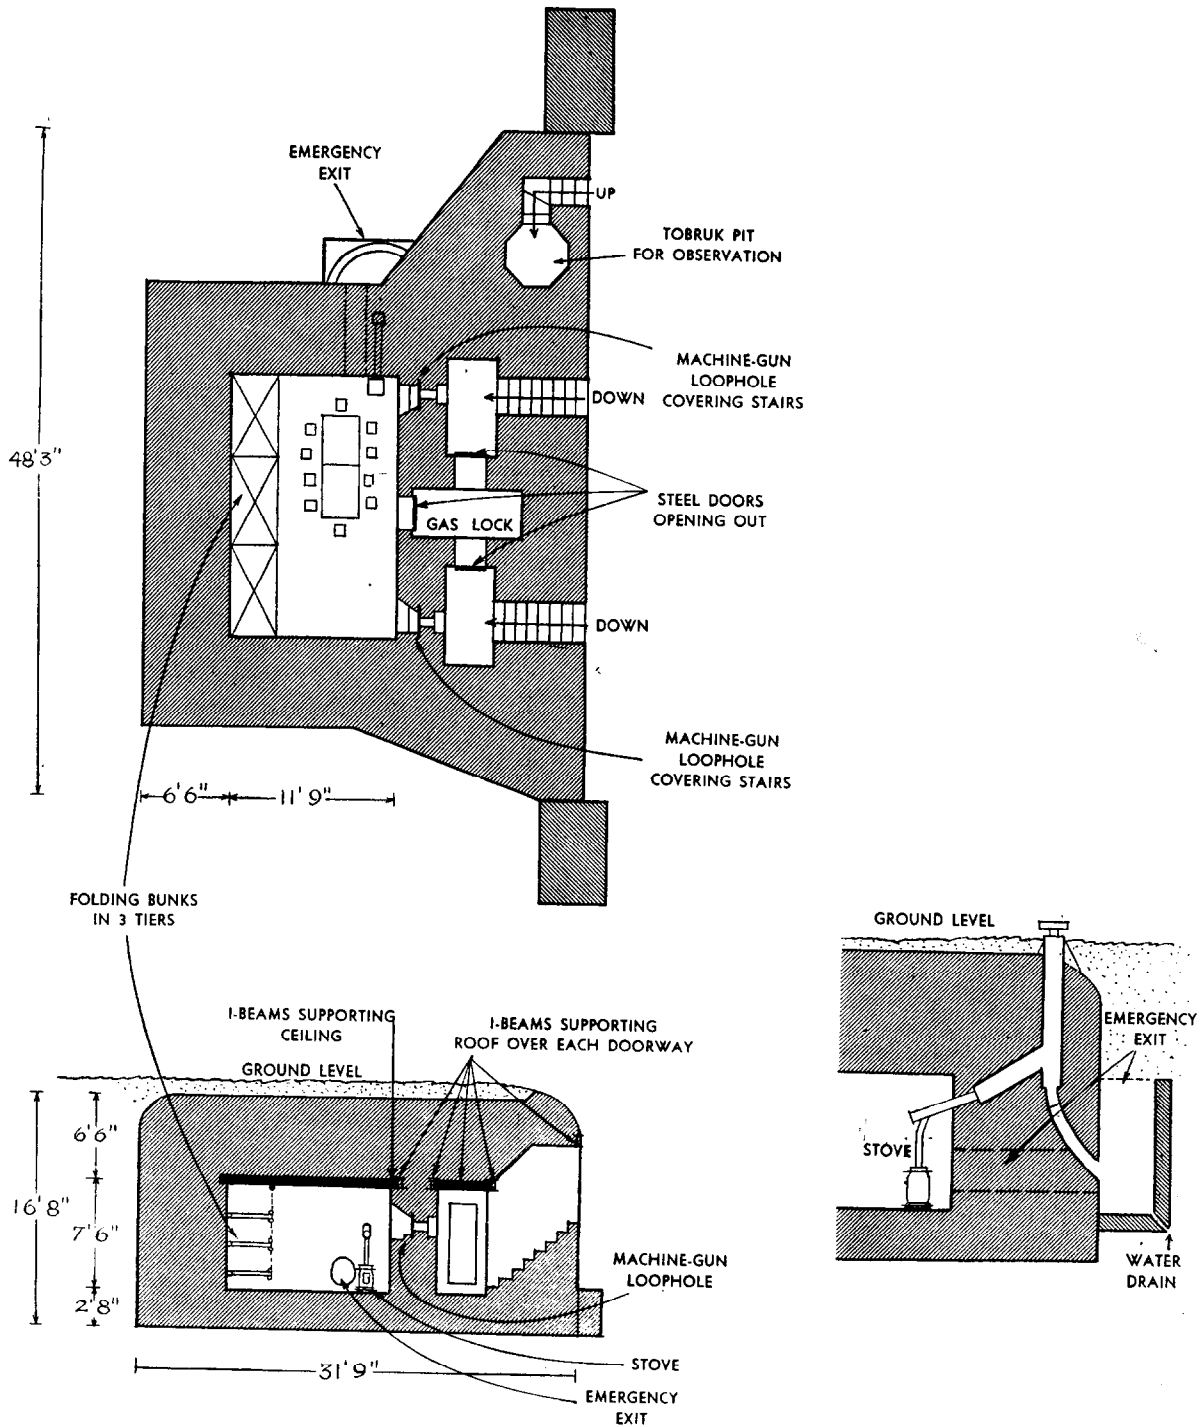 EMERGENCY
EXIT
UP
TOBRUK PIT
FOR OBSERVATION
MACHINE-GUN
LOOPHOLE
COVERING STAIRS
DOWN
48'3"
STEEL DOORS
OPENING OUT
GAS LOCK
DOWN
MACHINE-GUN
LOOPHOLE
COVERING STAIRS
6'6"
11'9"
FOLDING BUNKS
IN 3 TIERS
I-BEAMS SUPPORTING
CEILING
I-BEAMS SUPPORTING
ROOF OVER EACH DOORWAY
GROUND LEVEL
6'6"
16'8"
7'6"
2'8"
MACHINE-GUN
LOOPHOLE
31'9"
STOVE
EMERGENCY
EXIT
GROUND LEVEL
EMERGENCY
EXIT
STOVE
WATER
DRAIN